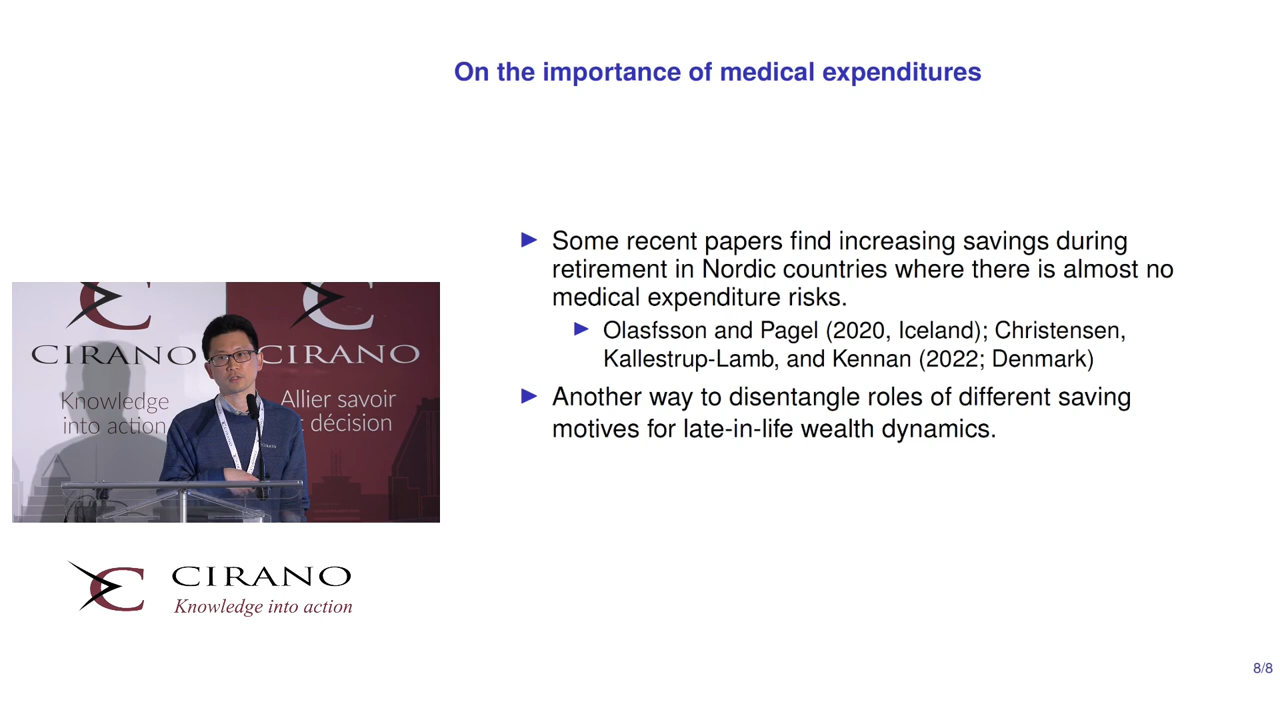 On the importance of medical expenditures
▶ Some recent papers find increasing savings during
retirement in Nordic countries where there is almost no
medical expenditure risks.
▶ Olasfsson and Pagel (2020, Iceland); Christensen,
Kallestrup-Lamb, and Kennan (2022; Denmark)
▶ Another way to disentangle roles of different saving
motives for late-in-life wealth dynamics.
CIRANO
Knowledge
into action
CIRANO
Allier savoir
décision
CIRANO
Knowledge into action
8/8